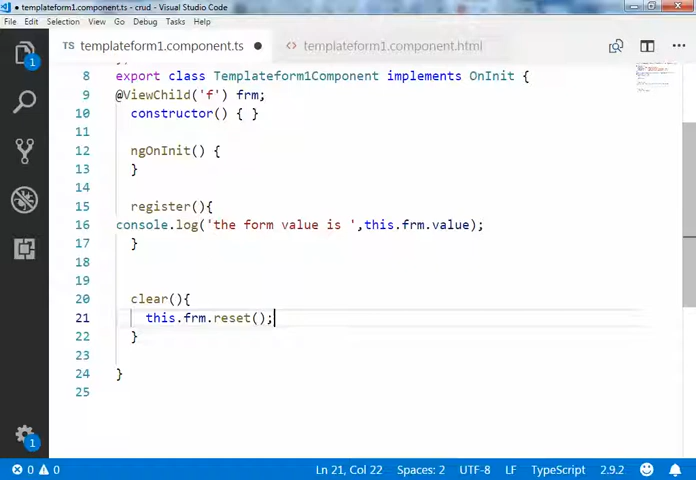 templateform1.component.ts - crud - Visual Studio Code
File Edit Selection View Go Debug Tasks Help
TS templateform1.component.ts ● <> templateform1.component.html
8 export class Templateform1Component implements OnInit {
9 @ViewChild('f') frm;
10 constructor() { }
11
12 ngOnInit() {
13 }
14
15 register(){
16 console.log('the form value is ',this.frm.value);
17 }
18
19
20 clear(){
21 this.frm.reset();
22 }
23
24 }
25
1
1
0 0 Ln 21, Col 22 Spaces: 2 UTF-8 LF TypeScript 2.9.2